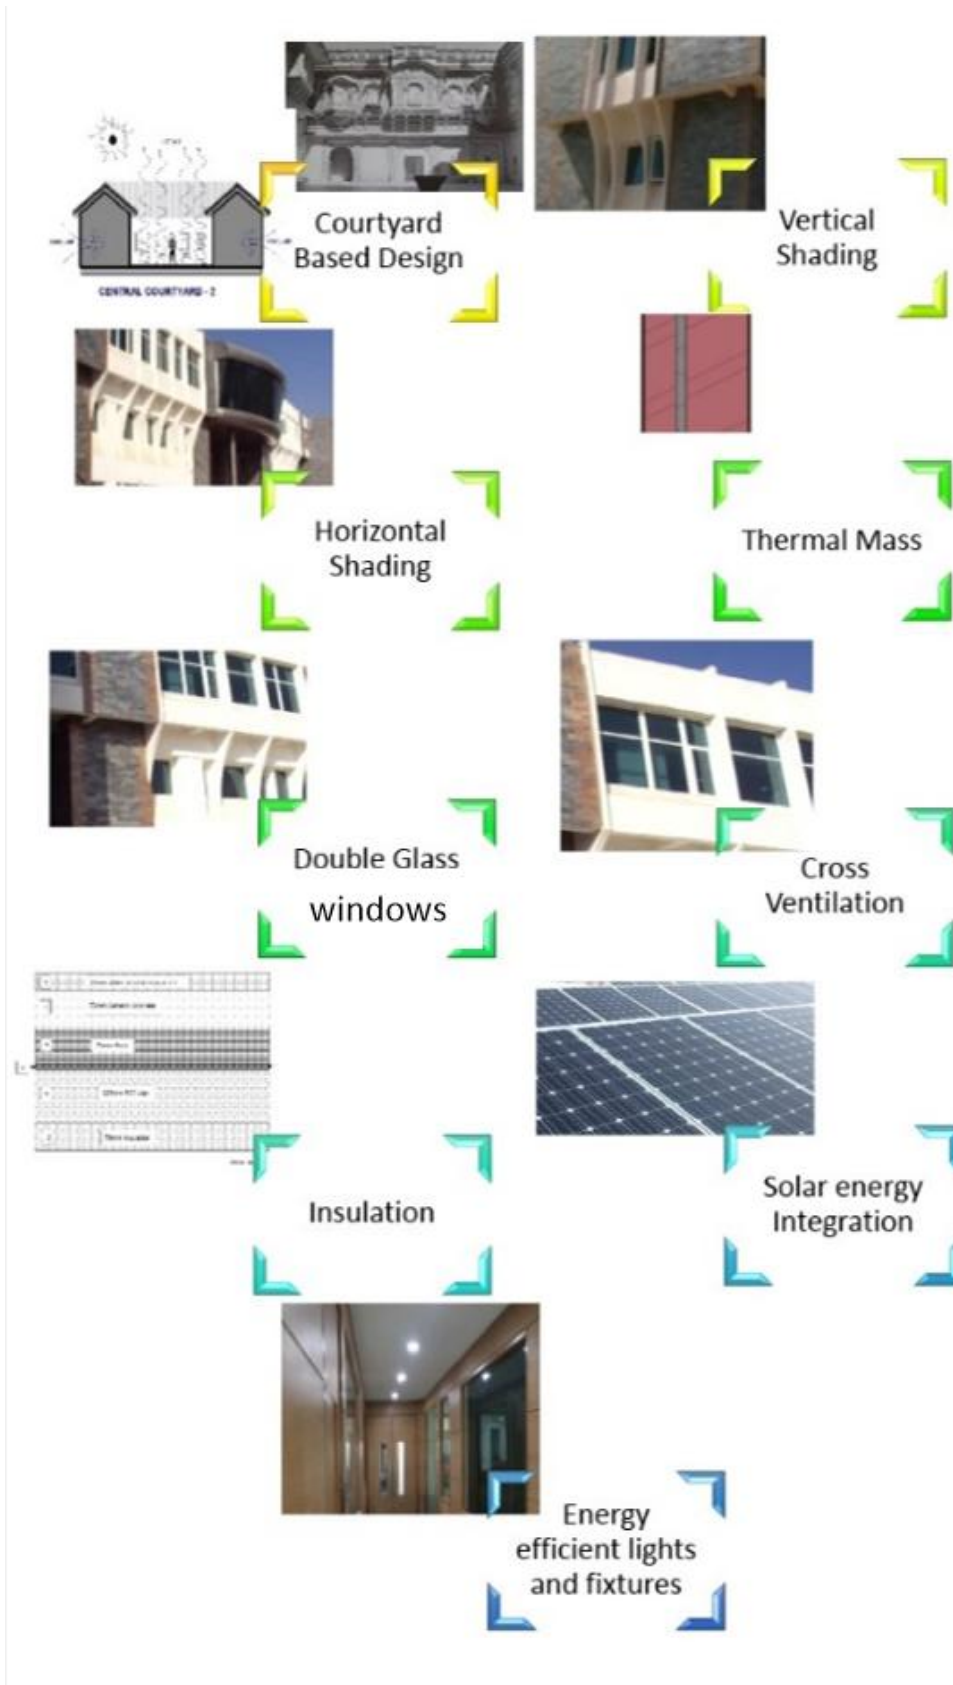 CENTRAL COURTYARD - 2
Courtyard
Based Design
Vertical
Shading
Horizontal
Shading
Thermal Mass
Double Glass
windows
Cross
Ventilation
Insulation
Solar energy
Integration
Energy
efficient lights
and fixtures